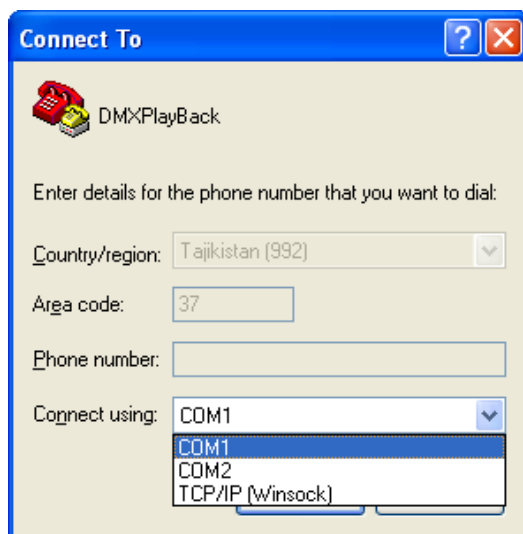 Connect To
DMXPlayBack
Enter details for the phone number that you want to dial:
Country/region: Tajikistan (992)
Area code: 37
Phone number:
Connect using: COM1
COM1
COM2
TCP/IP (Winsock)